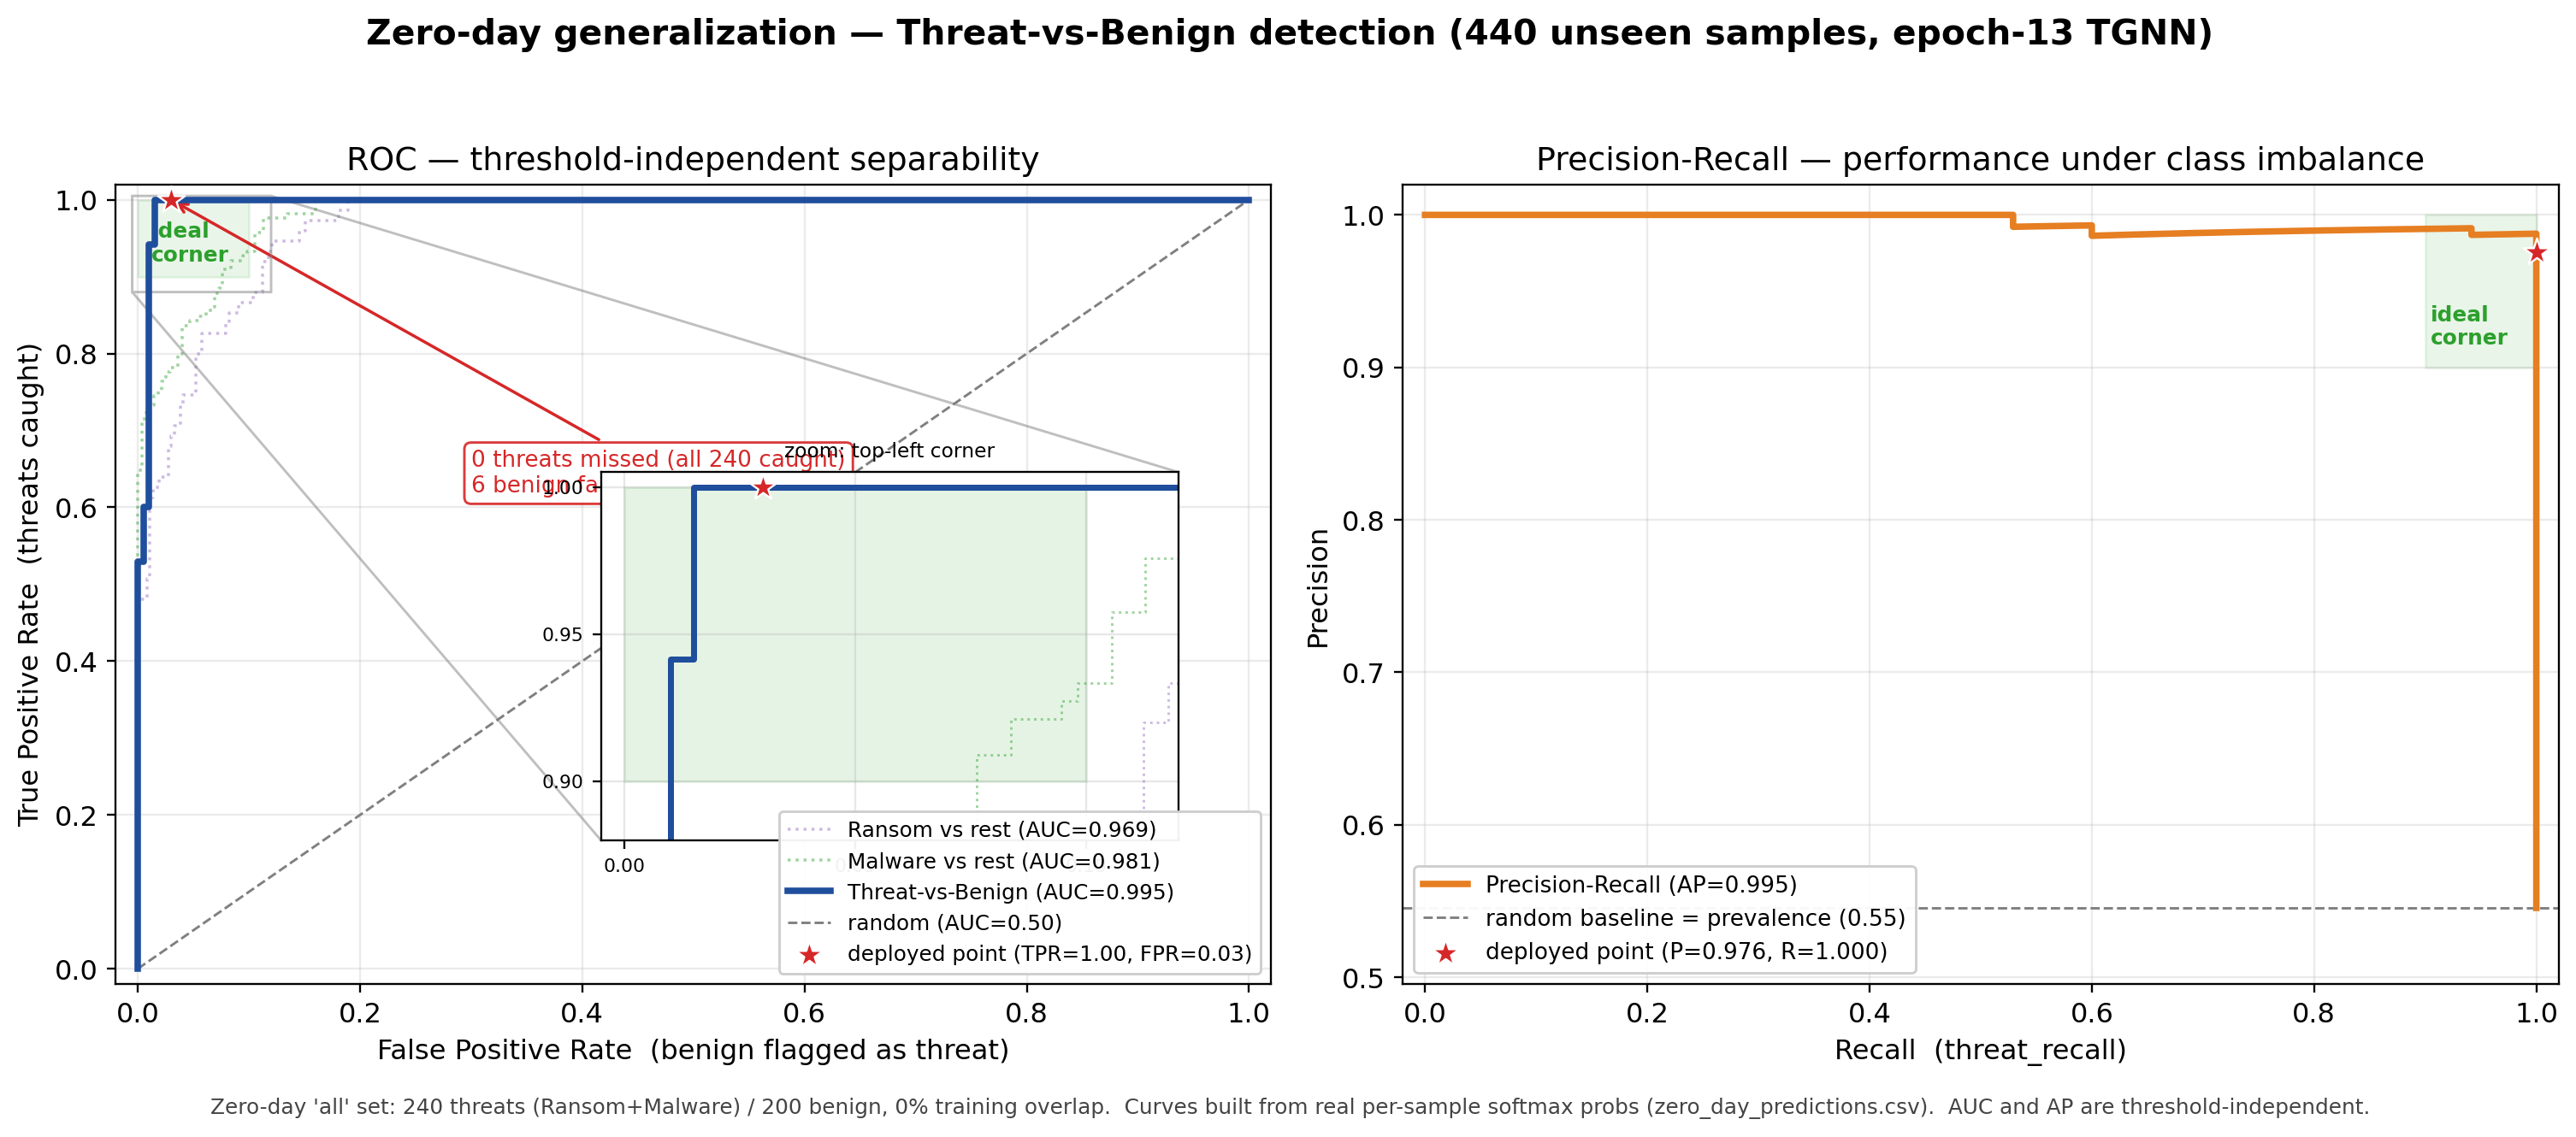 Zero-day generalization — Threat-vs-Benign detection (440 unseen samples, epoch-13 TGNN)
ROC — threshold-independent separability
True Positive Rate  (threats caught)
1.0
0.8
0.6
0.4
0.2
0.0
ideal
corner
0 threats missed (all 240 caught)
6 benign fa
zoom: top-left corner
1.00
0.95
0.90
0.00
Ransom vs rest (AUC=0.969)
Malware vs rest (AUC=0.981)
Threat-vs-Benign (AUC=0.995)
random (AUC=0.50)
deployed point (TPR=1.00, FPR=0.03)
0.0 0.2 0.4 0.6 0.8 1.0
False Positive Rate  (benign flagged as threat)
Precision-Recall — performance under class imbalance
Precision
1.0
0.9
0.8
0.7
0.6
0.5
ideal
corner
Precision-Recall (AP=0.995)
random baseline = prevalence (0.55)
deployed point (P=0.976, R=1.000)
0.0 0.2 0.4 0.6 0.8 1.0
Recall  (threat_recall)
Zero-day 'all' set: 240 threats (Ransom+Malware) / 200 benign, 0% training overlap.  Curves built from real per-sample softmax probs (zero_day_predictions.csv).  AUC and AP are threshold-independent.